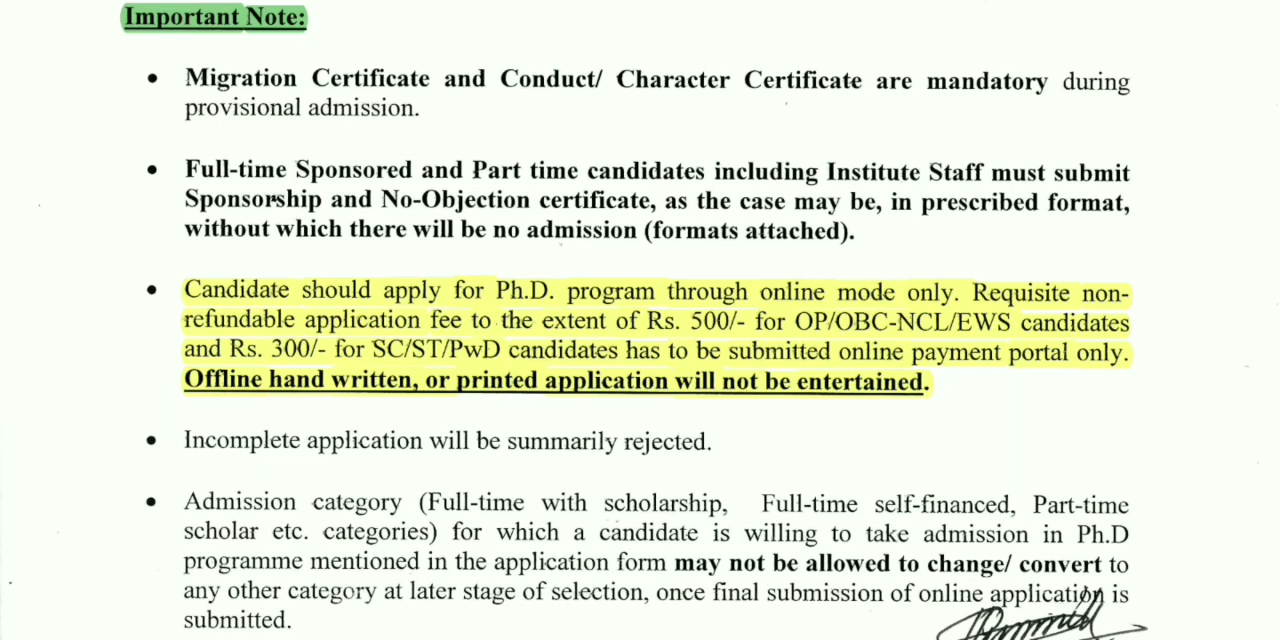 Important Note:
• Migration Certificate and Conduct/ Character Certificate are mandatory during
provisional admission.
• Full-time Sponsored and Part time candidates including Institute Staff must submit
Sponsorship and No-Objection certificate, as the case may be, in prescribed format,
without which there will be no admission (formats attached).
• Candidate should apply for Ph.D. program through online mode only. Requisite non-
refundable application fee to the extent of Rs. 500/- for OP/OBC-NCL/EWS candidates
and Rs. 300/- for SC/ST/PwD candidates has to be submitted online payment portal only.
Offline hand written, or printed application will not be entertained.
• Incomplete application will be summarily rejected.
• Admission category (Full-time with scholarship, Full-time self-financed, Part-time
scholar etc. categories) for which a candidate is willing to take admission in Ph.D
programme mentioned in the application form may not be allowed to change/ convert to
any other category at later stage of selection, once final submission of online application is
submitted.